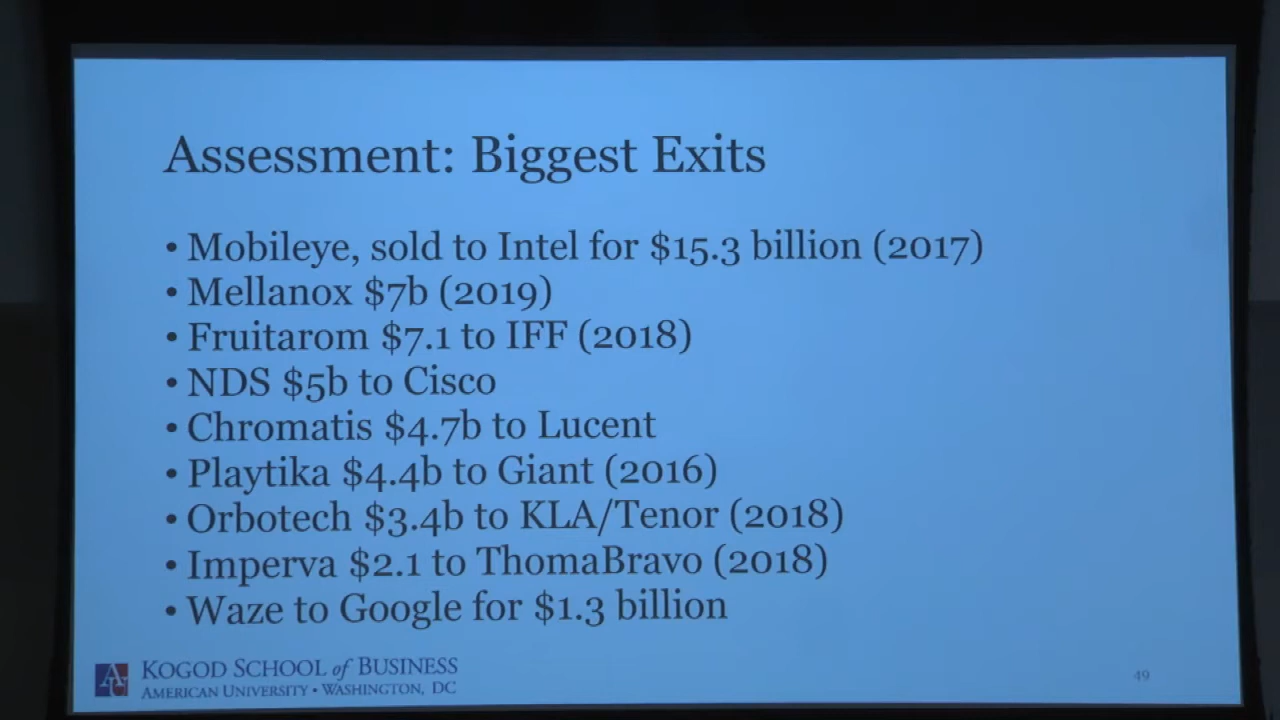 Assessment: Biggest Exits
• Mobileye, sold to Intel for $15.3 billion (2017)
• Mellanox $7b (2019)
• Fruitarom $7.1 to IFF (2018)
• NDS $5b to Cisco
• Chromatis $4.7b to Lucent
• Playtika $4.4b to Giant (2016)
• Orbotech $3.4b to KLA/Tenor (2018)
• Imperva $2.1 to ThomaBravo (2018)
• Waze to Google for $1.3 billion
KOGOD SCHOOL of BUSINESS
AMERICAN UNIVERSITY • WASHINGTON, DC
49